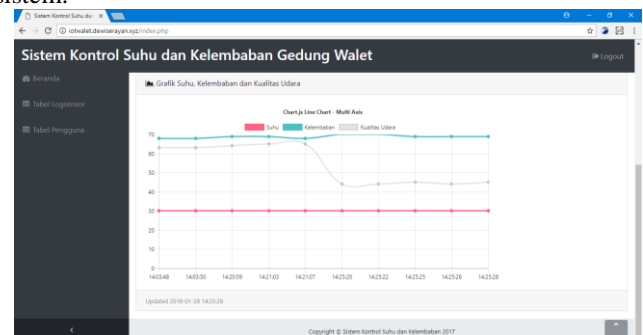 sistem.
Sistem Kontrol Suhu dan ×
iotwalet.dewiserayan.xyz/index.php
Sistem Kontrol Suhu dan Kelembaban Gedung Walet
Logout
Beranda
Tabel Logsensor
Tabel Pengguna
Grafik Suhu, Kelembaban dan Kualitas Udara
Chart.js Line Chart - Multi Axis
Suhu Kelembaban Kualitas Udara
70
60
50
40
30
20
10
0
14:03:48 14:03:50 14:20:59 14:21:03 14:21:07 14:25:20 14:25:22 14:25:25 14:25:26 14:25:28
Updated 2018-01-28 14:25:28
Copyright © Sistem Kontrol Suhu dan Kelembaban 2017